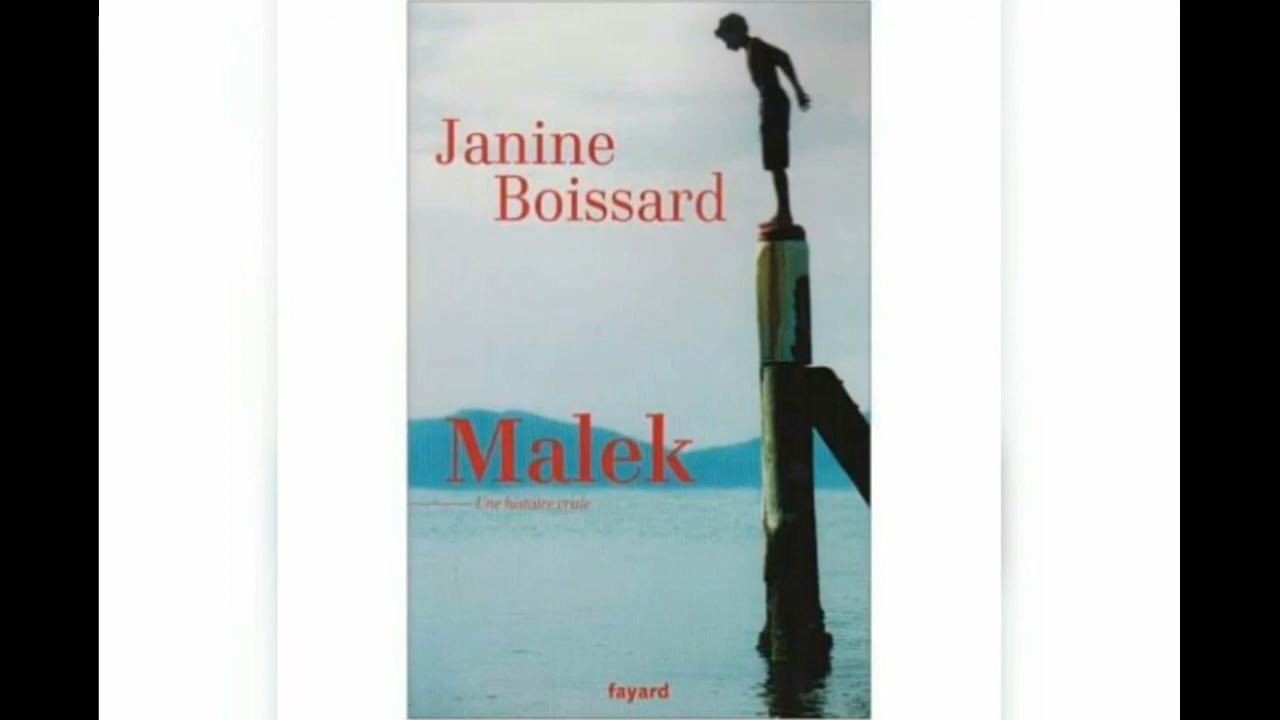 Janine
Boissard
Malek
Une histoire vraie
fayard